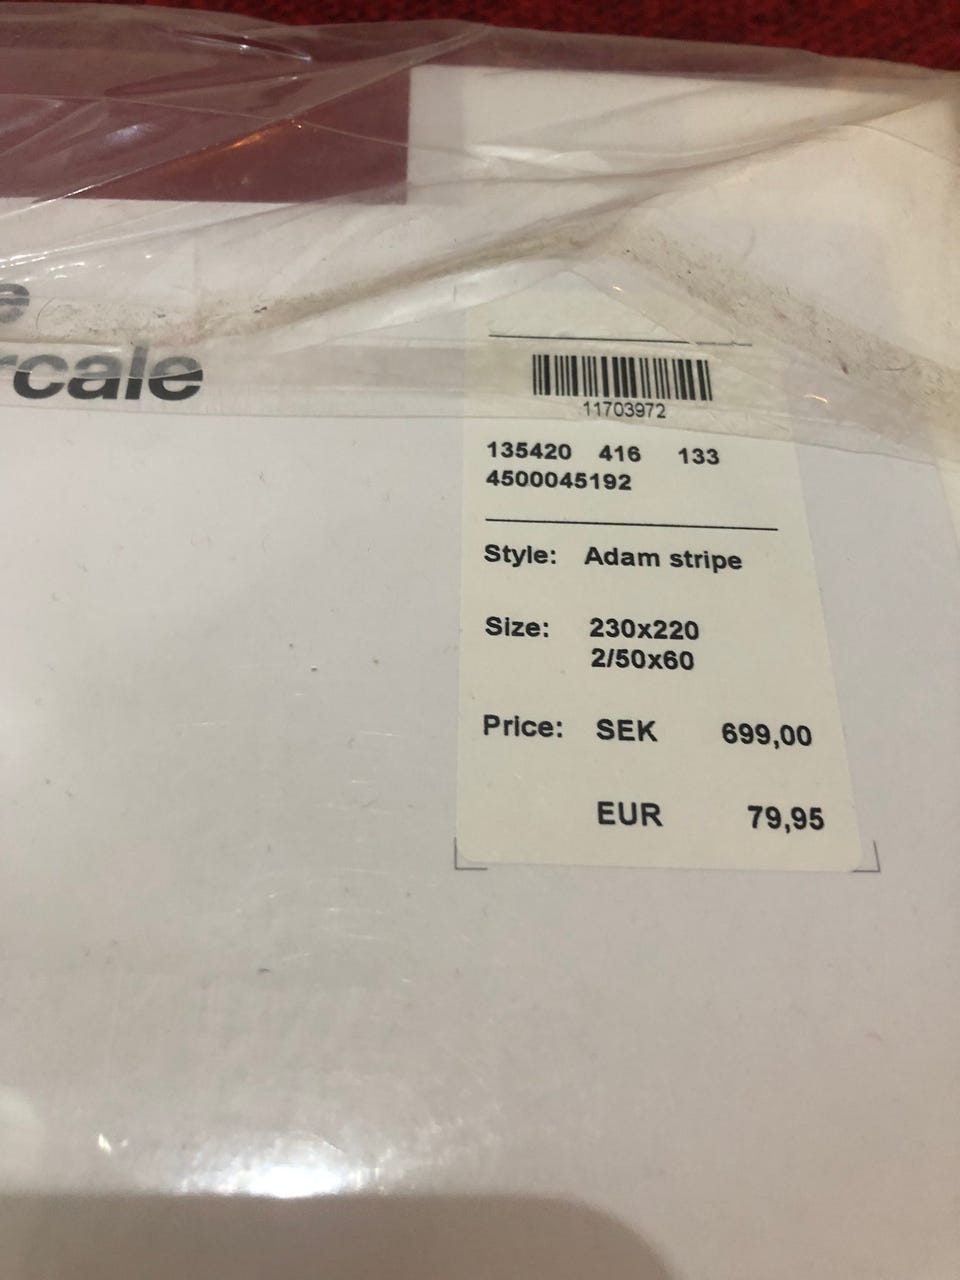 rcale
11703972
135420 416 133
4500045192
Style: Adam stripe
Size: 230x220
2/50x60
Price: SEK 699,00
EUR 79,95